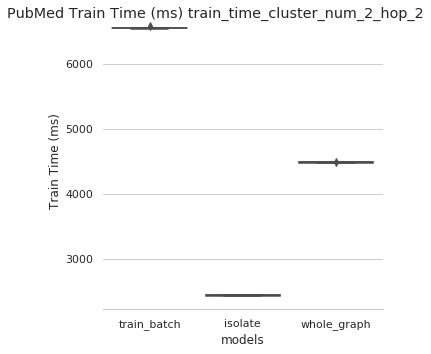 PubMed Train Time (ms) train_time_cluster_num_2_hop_2
6000
5000
4000
3000
Train Time (ms)
train_batch isolate whole_graph
models